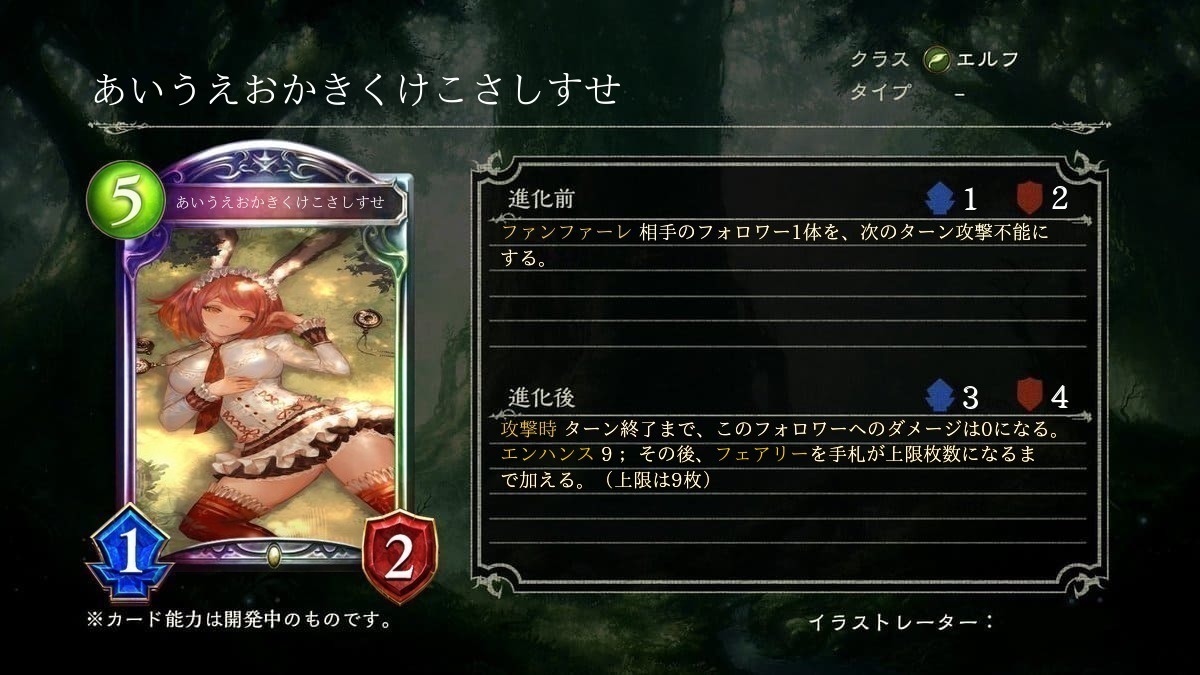 あいうえおかきくけこさしすせ
クラス エルフ
タイプ －
5
あいうえおかきくけこさしすせ
1
2
進化前 1 2
ファンファーレ 相手のフォロワー1体を、次のターン攻撃不能に
する。
進化後 3 4
攻撃時 ターン終了まで、このフォロワーへのダメージは0になる。
エンハンス 9； その後、フェアリーを手札が上限枚数になるま
で加える。（上限は9枚）
※カード能力は開発中のものです。
イラストレーター：